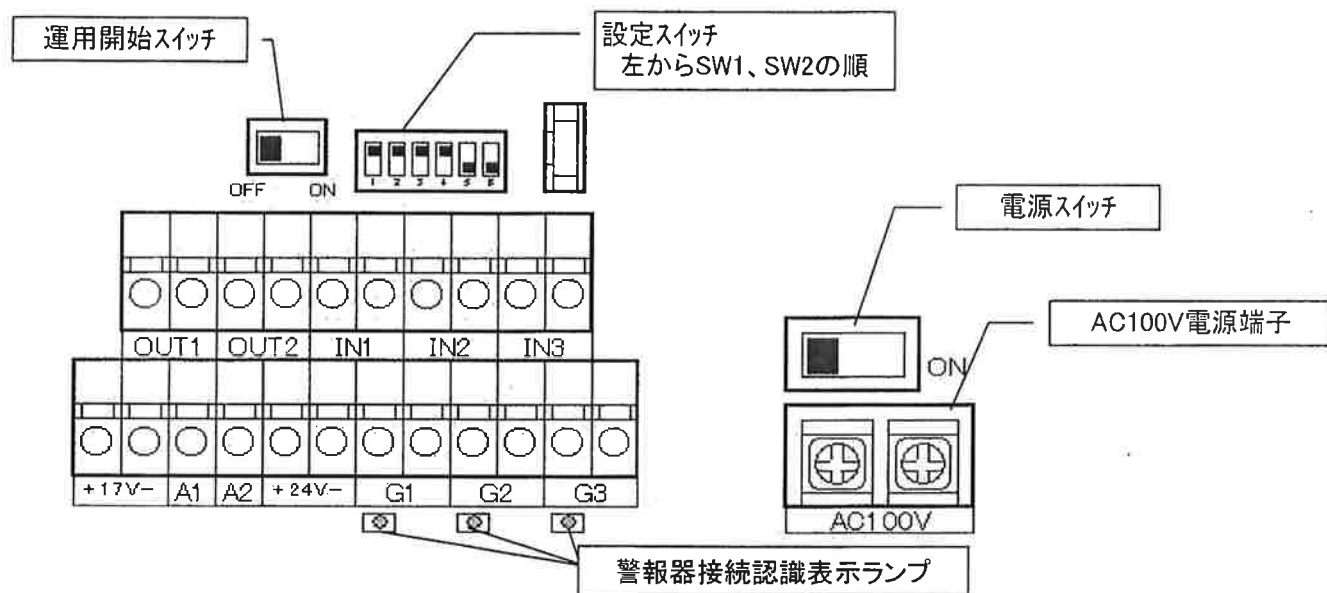 運用開始スイッチ
設定スイッチ
左からSW1、SW2の順
OFF ON
1 2 3 4 5 6
電源スイッチ
ON
AC100V電源端子
OUT1 OUT2 IN1 IN2 IN3
+17V- A1 A2 +24V- G1 G2 G3
AC100V
警報器接続認識表示ランプ